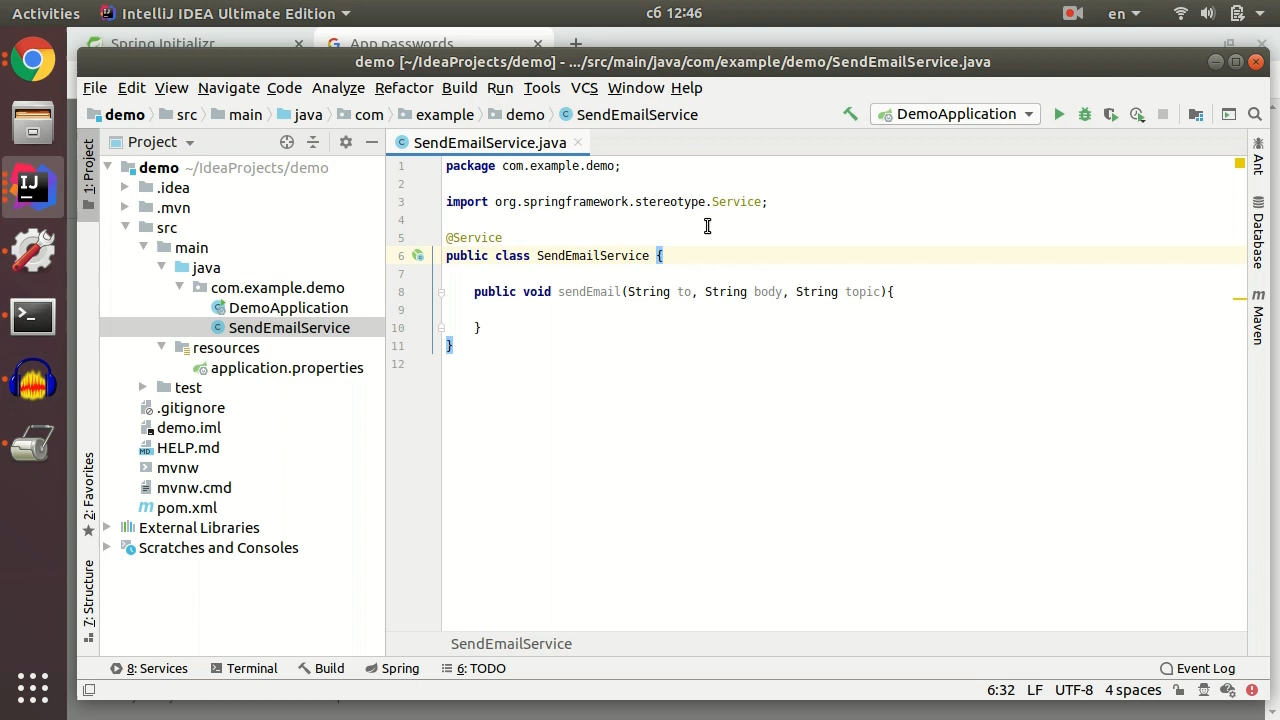 Activities IntelliJ IDEA Ultimate Edition сб 12:46 en
Spring Initializr App passwords
demo [~/IdeaProjects/demo] - .../src/main/java/com/example/demo/SendEmailService.java
File Edit View Navigate Code Analyze Refactor Build Run Tools VCS Window Help
demo src main java com example demo SendEmailService DemoApplication
Project SendEmailService.java
1: Project
2: Favorites
7: Structure
demo ~/IdeaProjects/demo
.idea
.mvn
src
main
java
com.example.demo
DemoApplication
SendEmailService
resources
application.properties
test
.gitignore
demo.iml
HELP.md
mvnw
mvnw.cmd
pom.xml
External Libraries
Scratches and Consoles
1 package com.example.demo;
2
3 import org.springframework.stereotype.Service;
4
5 @Service
6 public class SendEmailService {
7
8 public void sendEmail(String to, String body, String topic){
9
10 }
11 }
12
Ant
Database
Maven
SendEmailService
8: Services Terminal Build Spring 6: TODO Event Log
6:32 LF UTF-8 4 spaces